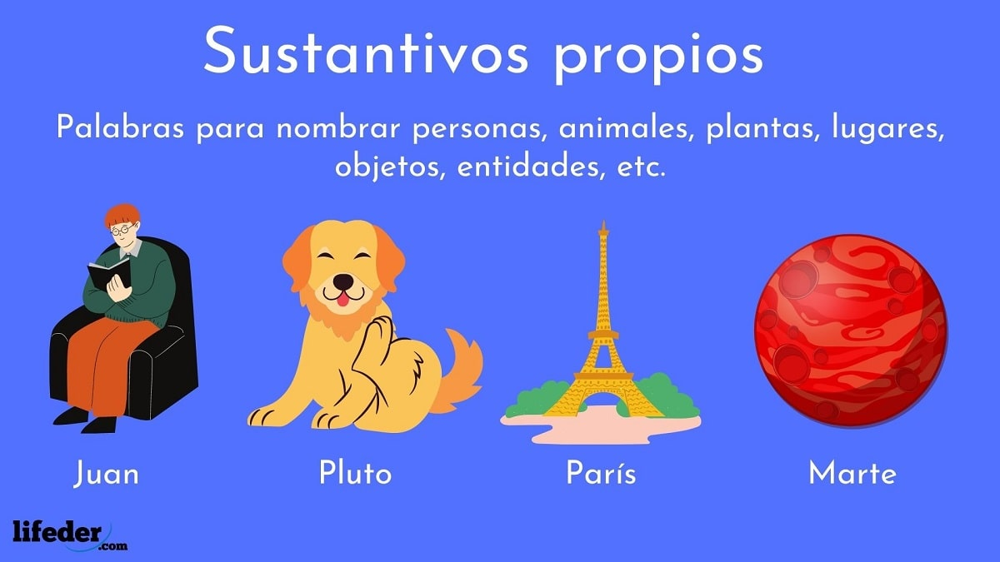 Sustantivos propios
Palabras para nombrar personas, animales, plantas, lugares,
objetos, entidades, etc.
Juan
Pluto
París
Marte
lifeder
.com